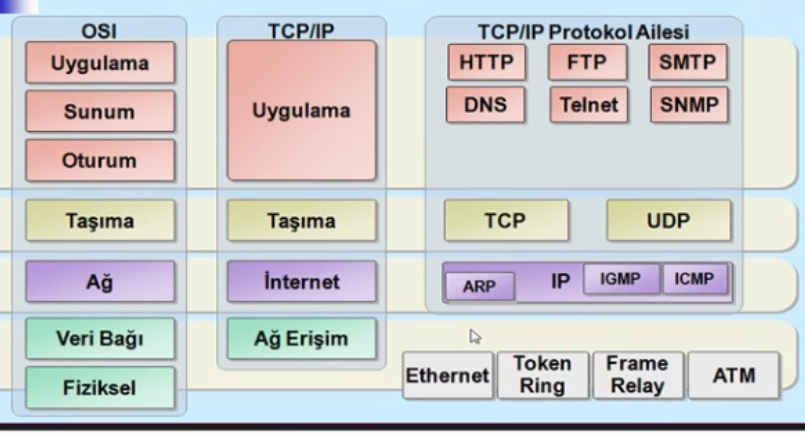 OSI
Uygulama
Sunum
Oturum
Taşıma
Ağ
Veri Bağı
Fiziksel
TCP/IP
Uygulama
Taşıma
İnternet
Ağ Erişim
TCP/IP Protokol Ailesi
HTTP
FTP
SMTP
DNS
Telnet
SNMP
TCP
UDP
ARP
IP
IGMP
ICMP
Ethernet
Token
Ring
Frame
Relay
ATM